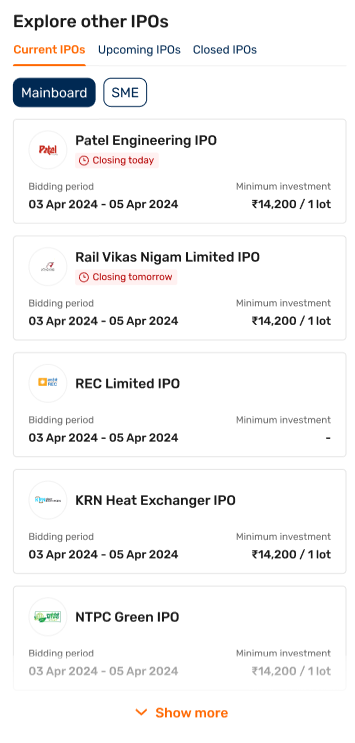 Explore other IPOs
Current IPOs Upcoming IPOs Closed IPOs
Mainboard SME
Patel
Patel Engineering IPO
Closing today
Bidding period Minimum investment
03 Apr 2024 - 05 Apr 2024 ₹14,200 / 1 lot
Rail Vikas Nigam Limited IPO
Closing tomorrow
Bidding period Minimum investment
03 Apr 2024 - 05 Apr 2024 ₹14,200 / 1 lot
REC
REC Limited IPO
Bidding period Minimum investment
03 Apr 2024 - 05 Apr 2024 -
KRN Heat Exchanger IPO
Bidding period Minimum investment
03 Apr 2024 - 05 Apr 2024 ₹14,200 / 1 lot
NTPC Green IPO
Bidding period Minimum investment
03 Apr 2024 - 05 Apr 2024 ₹14,200 / 1 lot
Show more